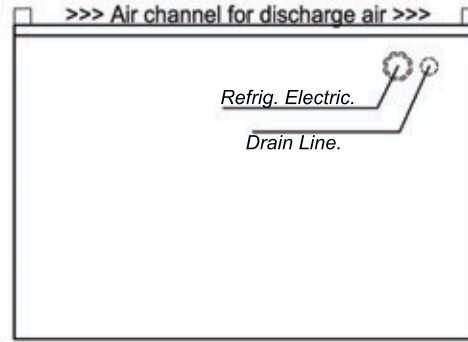 >>> Air channel for discharge air >>>
Refrig. Electric.
Drain Line.